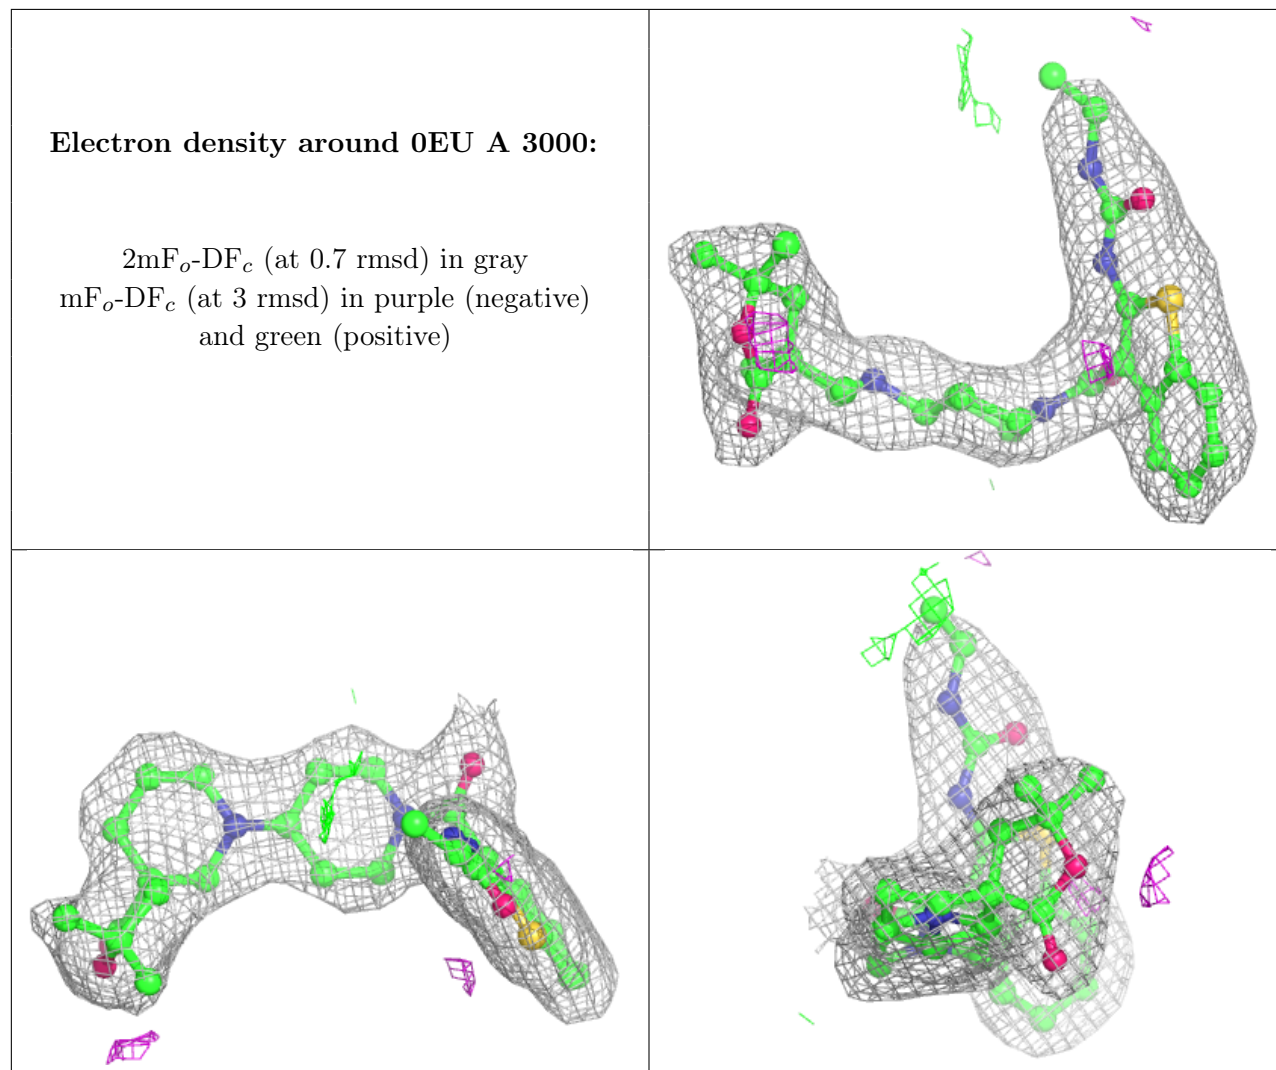 Electron density around 0EU A 3000:
2mFo-DFc (at 0.7 rmsd) in gray
mFo-DFc (at 3 rmsd) in purple (negative)
and green (positive)